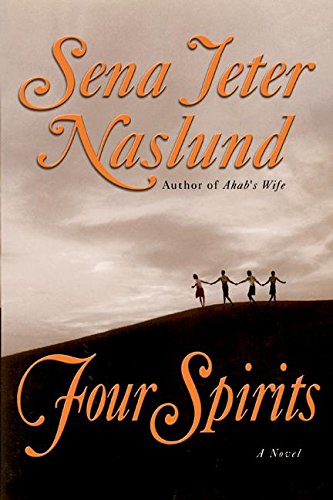 Sena Jeter
Naslund
Author of Ahab's Wife
Four Spirits
A Novel